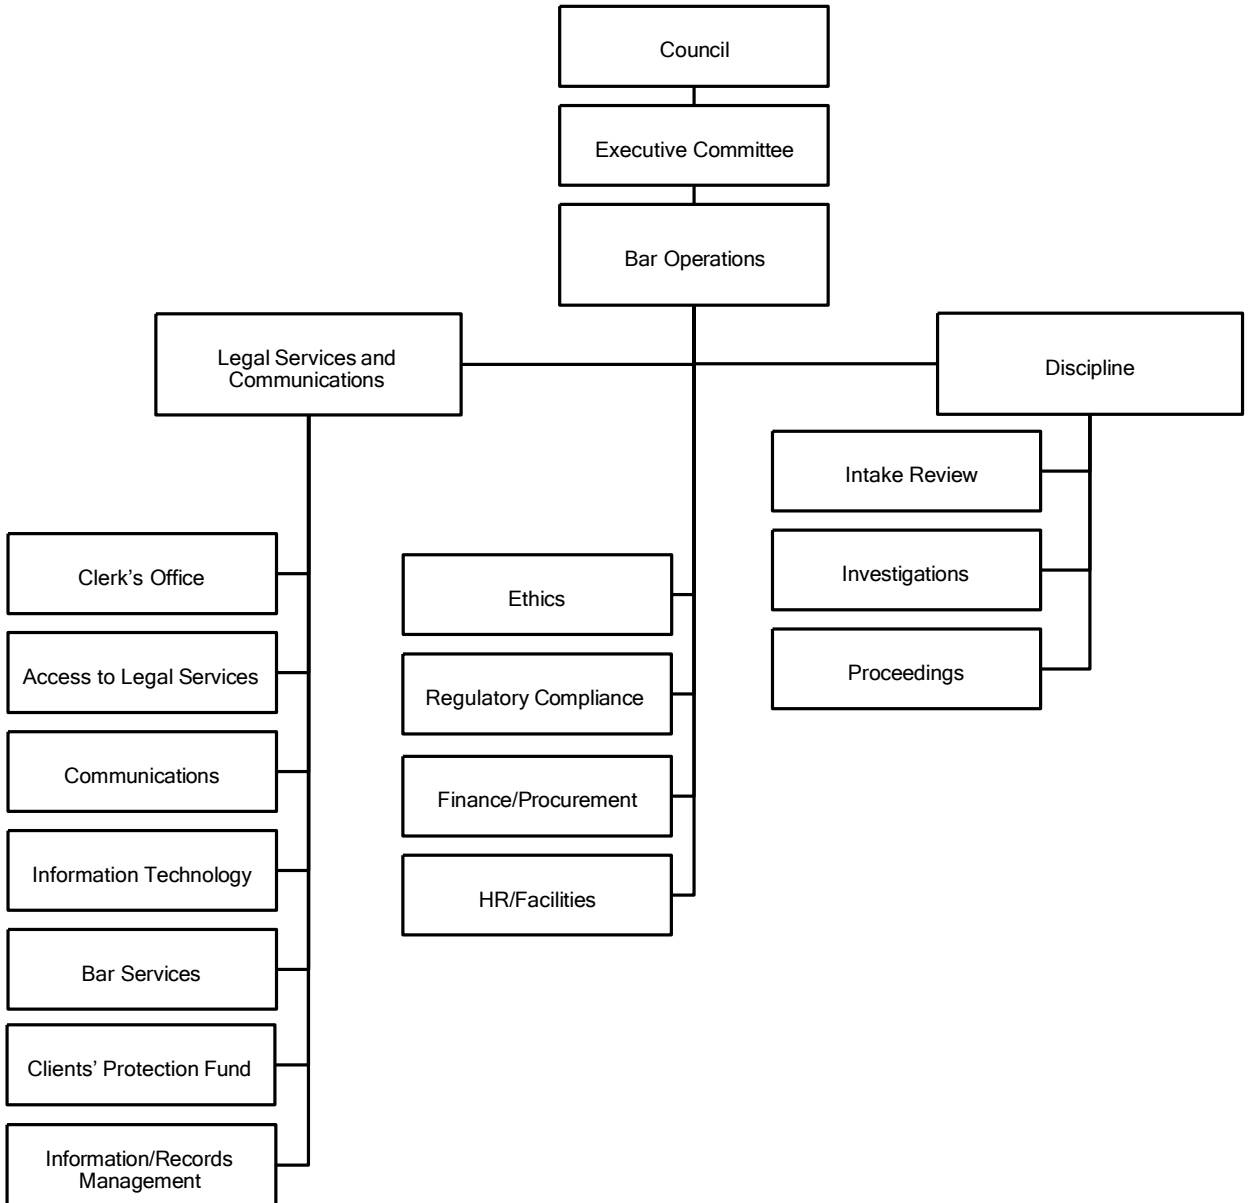 Council
Executive Committee
Bar Operations
Legal Services and
Communications
Discipline
Intake Review
Investigations
Proceedings
Clerk’s Office
Access to Legal Services
Communications
Information Technology
Bar Services
Clients’ Protection Fund
Information/Records
Management
Ethics
Regulatory Compliance
Finance/Procurement
HR/Facilities